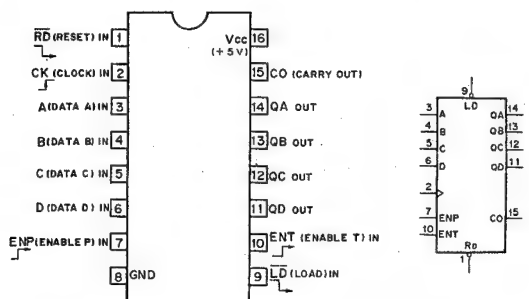 RD (RESET) IN 1
CK (CLOCK) IN 2
A (DATA A) IN 3
B (DATA B) IN 4
C (DATA C) IN 5
D (DATA D) IN 6
ENP (ENABLE P) IN 7
8 GND
Vcc 16
(+5V)
15 CO (CARRY OUT)
14 QA OUT
13 QB OUT
12 QC OUT
11 QD OUT
10 ENT (ENABLE T) IN
9 LD (LOAD) IN
9
LD
3 A QA 14
4 B QB 13
5 C QC 12
6 D QD 11
2
7 ENP CO 15
10 ENT
RD
1